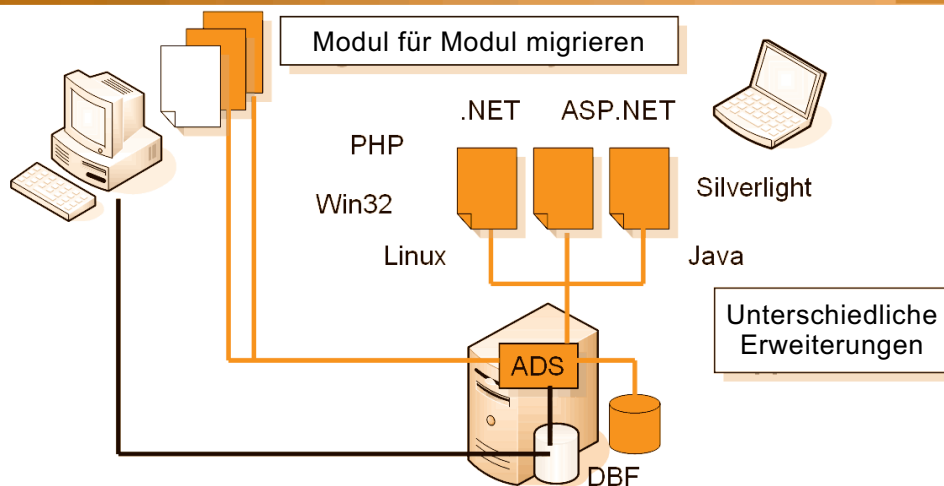 Modul für Modul migrieren
.NET ASP.NET
PHP
Silverlight
Win32
Linux
Java
Unterschiedliche
Erweiterungen
ADS
DBF